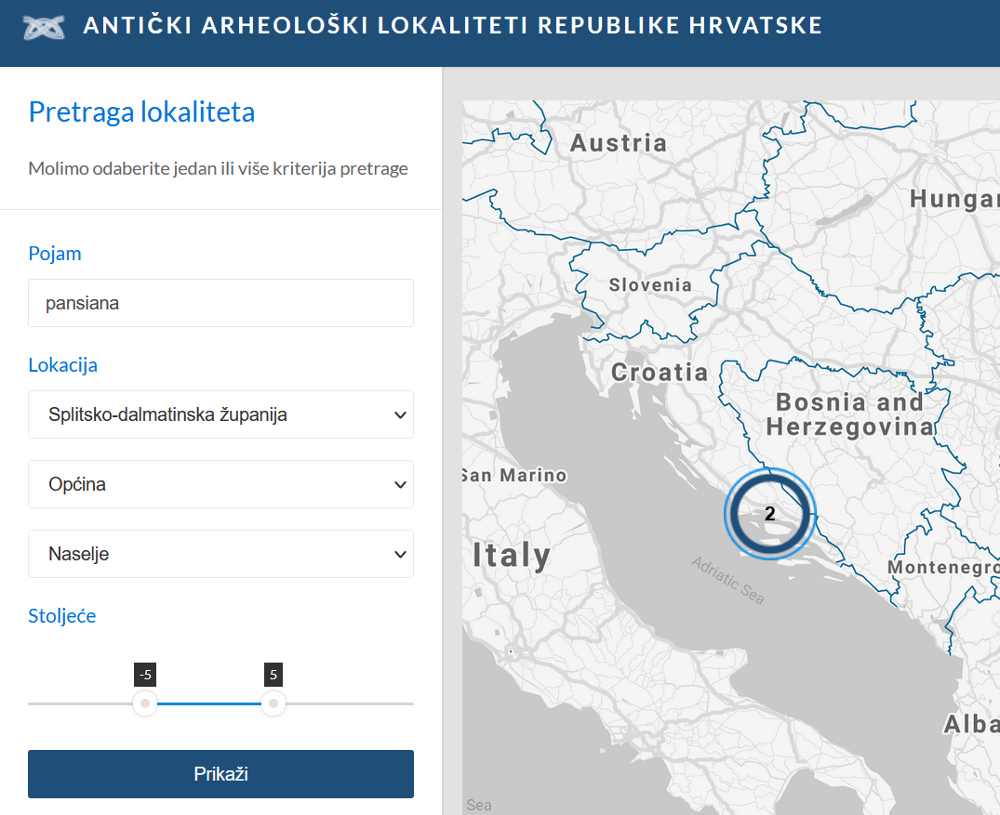 ANTIČKI ARHEOLOŠKI LOKALITETI REPUBLIKE HRVATSKE
Pretraga lokaliteta
Molimo odaberite jedan ili više kriterija pretrage
Pojam
pansiana
Lokacija
Splitsko-dalmatinska županija
Općina
Naselje
Stoljeće
-5
5
Prikaži
Austria
Hungar
Slovenia
Croatia
Bosnia and
Herzegovina
San Marino
2
Italy
Adriatic Sea
Montenegro
Alba
Sea